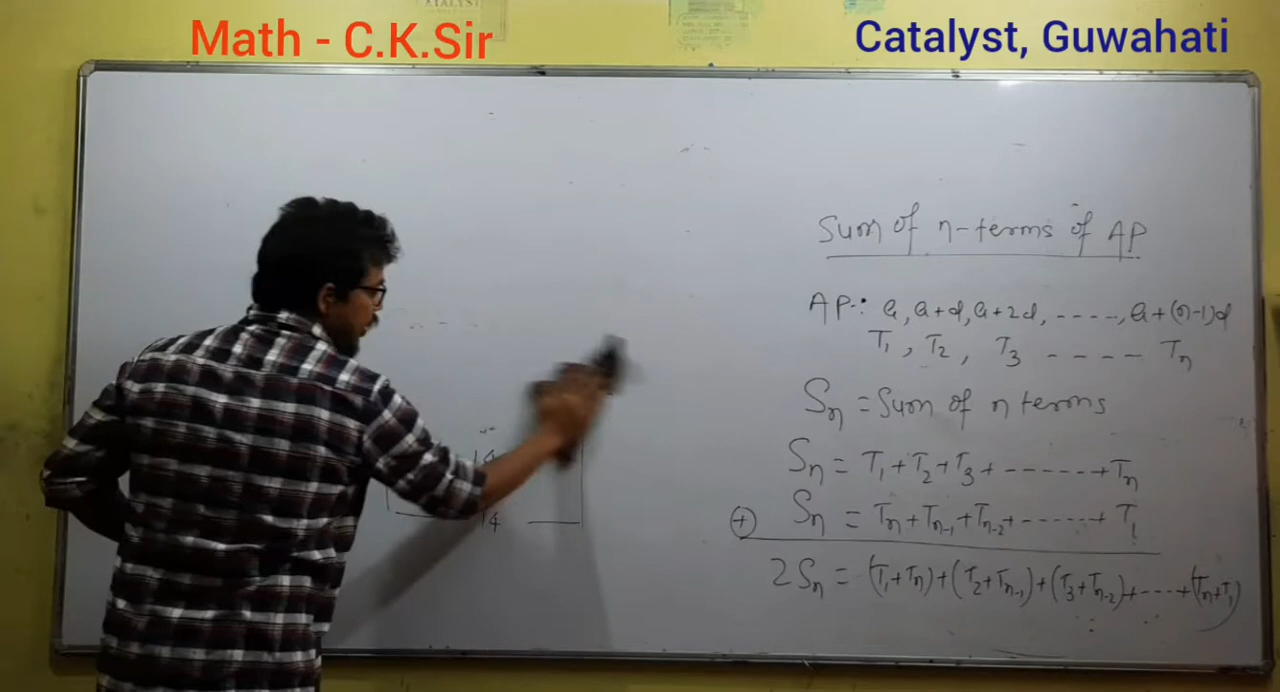 Math - C.K.Sir
Catalyst, Guwahati
Sum of n-terms of AP
AP:- a, a+d, a+2d, -----, a+(n-1)d
T₁, T₂, T₃ ----- Tₙ
Sₙ = Sum of n terms
Sₙ = T₁+T₂+T₃+------+Tₙ
(+) Sₙ = Tₙ+Tₙ₋₁+Tₙ₋₂+------+T₁
2Sₙ = (T₁+Tₙ)+(T₂+Tₙ₋₁)+(T₃+Tₙ₋₂)+----+(Tₙ+T₁)
4